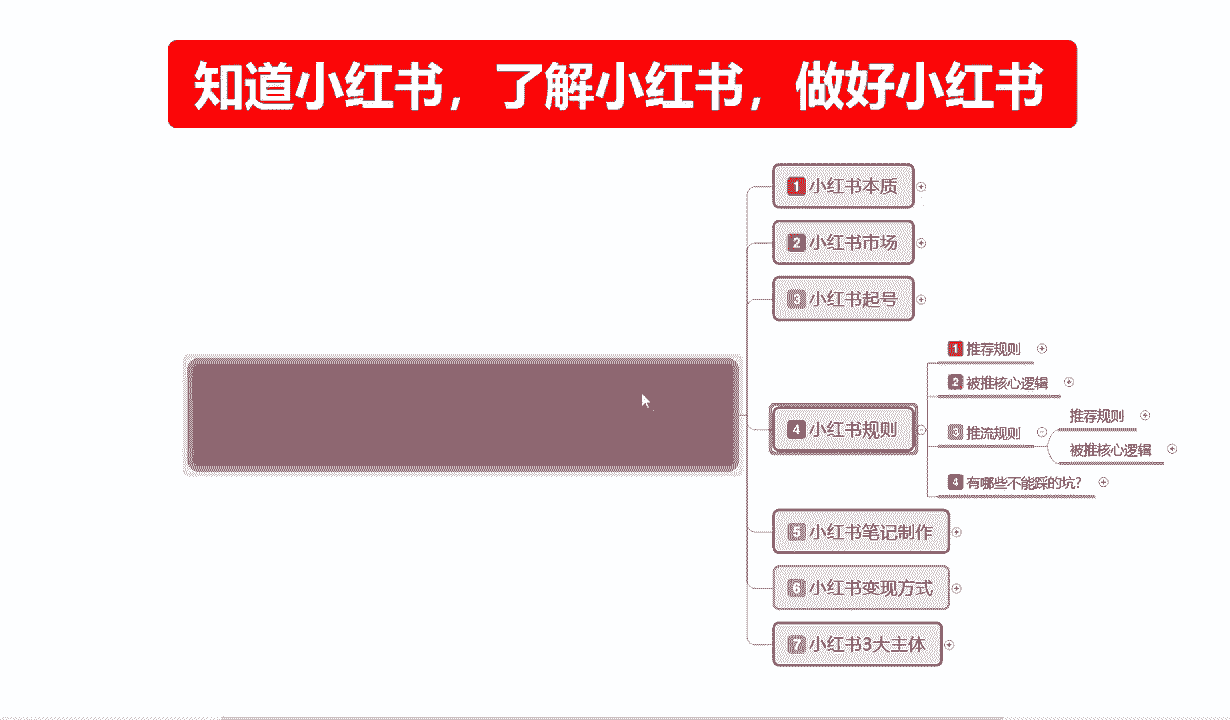 知道小红书，了解小红书，做好小红书
1 小红书本质
2 小红书市场
3 小红书起号
4 小红书规则
1 推荐规则
2 被推核心逻辑
3 推流规则
推荐规则
被推核心逻辑
4 有哪些不能踩的坑?
5 小红书笔记制作
6 小红书变现方式
7 小红书3大主体